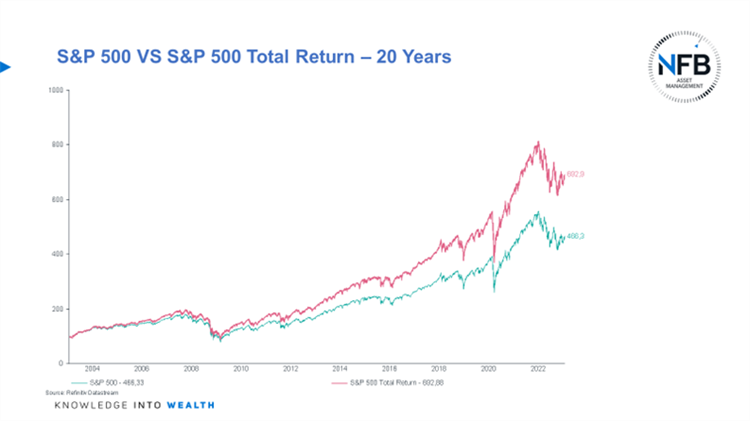 S&P 500 VS S&P 500 Total Return – 20 Years
NFB
ASSET
MANAGEMENT
1000
800
600
400
200
0
692,9
466,3
2004 2006 2008 2010 2012 2014 2016 2018 2020 2022
S&P 500 - 466,33
S&P 500 Total Return - 692,88
Source: Refinitiv Datastream
KNOWLEDGE INTO WEALTH